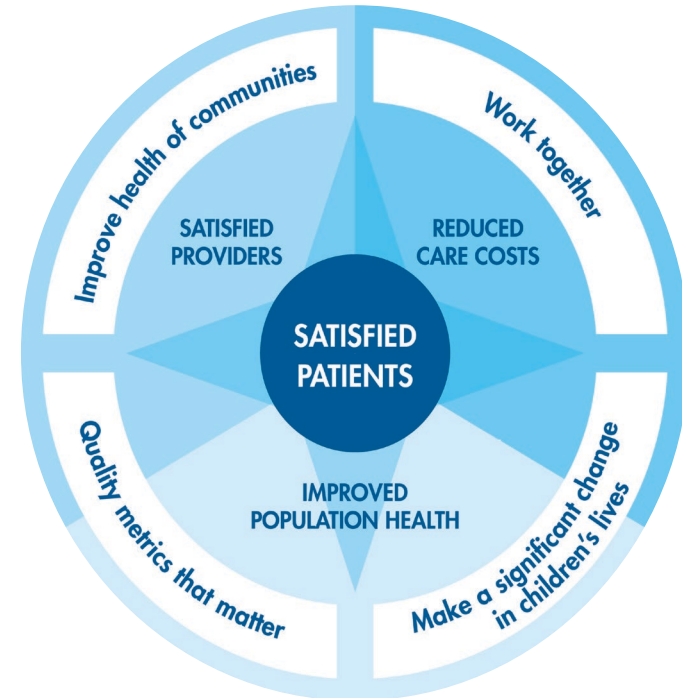 Improve health of communities
Work together
SATISFIED
PROVIDERS
REDUCED
CARE COSTS
SATISFIED
PATIENTS
IMPROVED
POPULATION HEALTH
Quality metrics that matter
Make a significant change
in children's lives